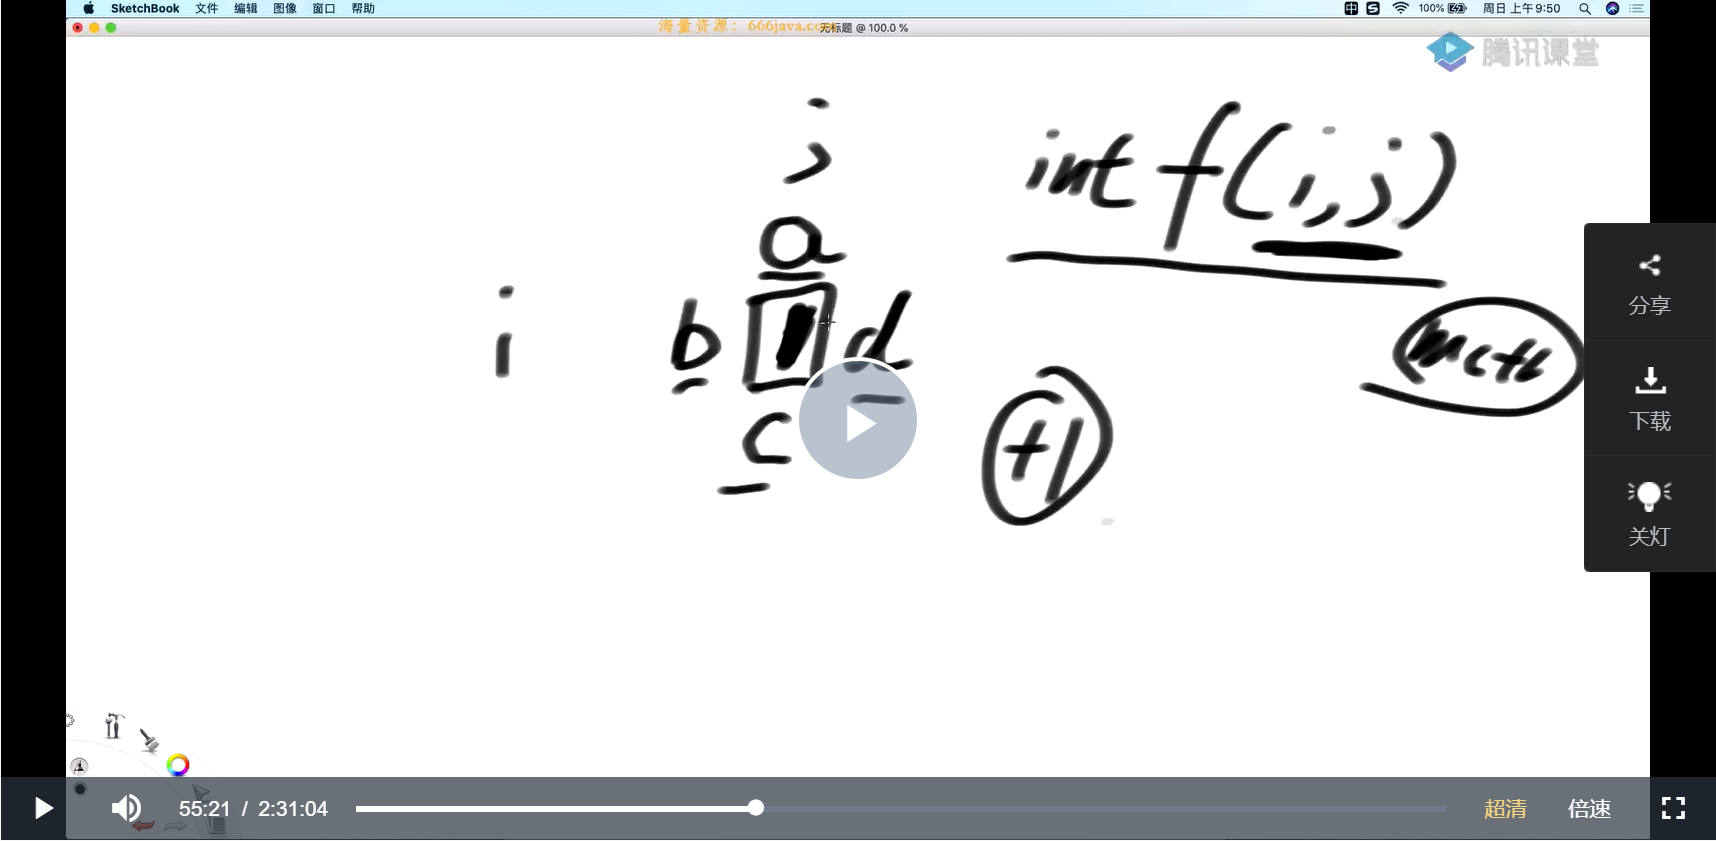 SketchBook 文件 编辑 图像 窗口 帮助
100% 周日 上午9:50
海量资源：666java.com
无标题 @ 100.0 %
腾讯课堂
j
int f(i,j)
a
i b d
c
+1
分享
下载
关灯
55:21 / 2:31:04
超清 倍速